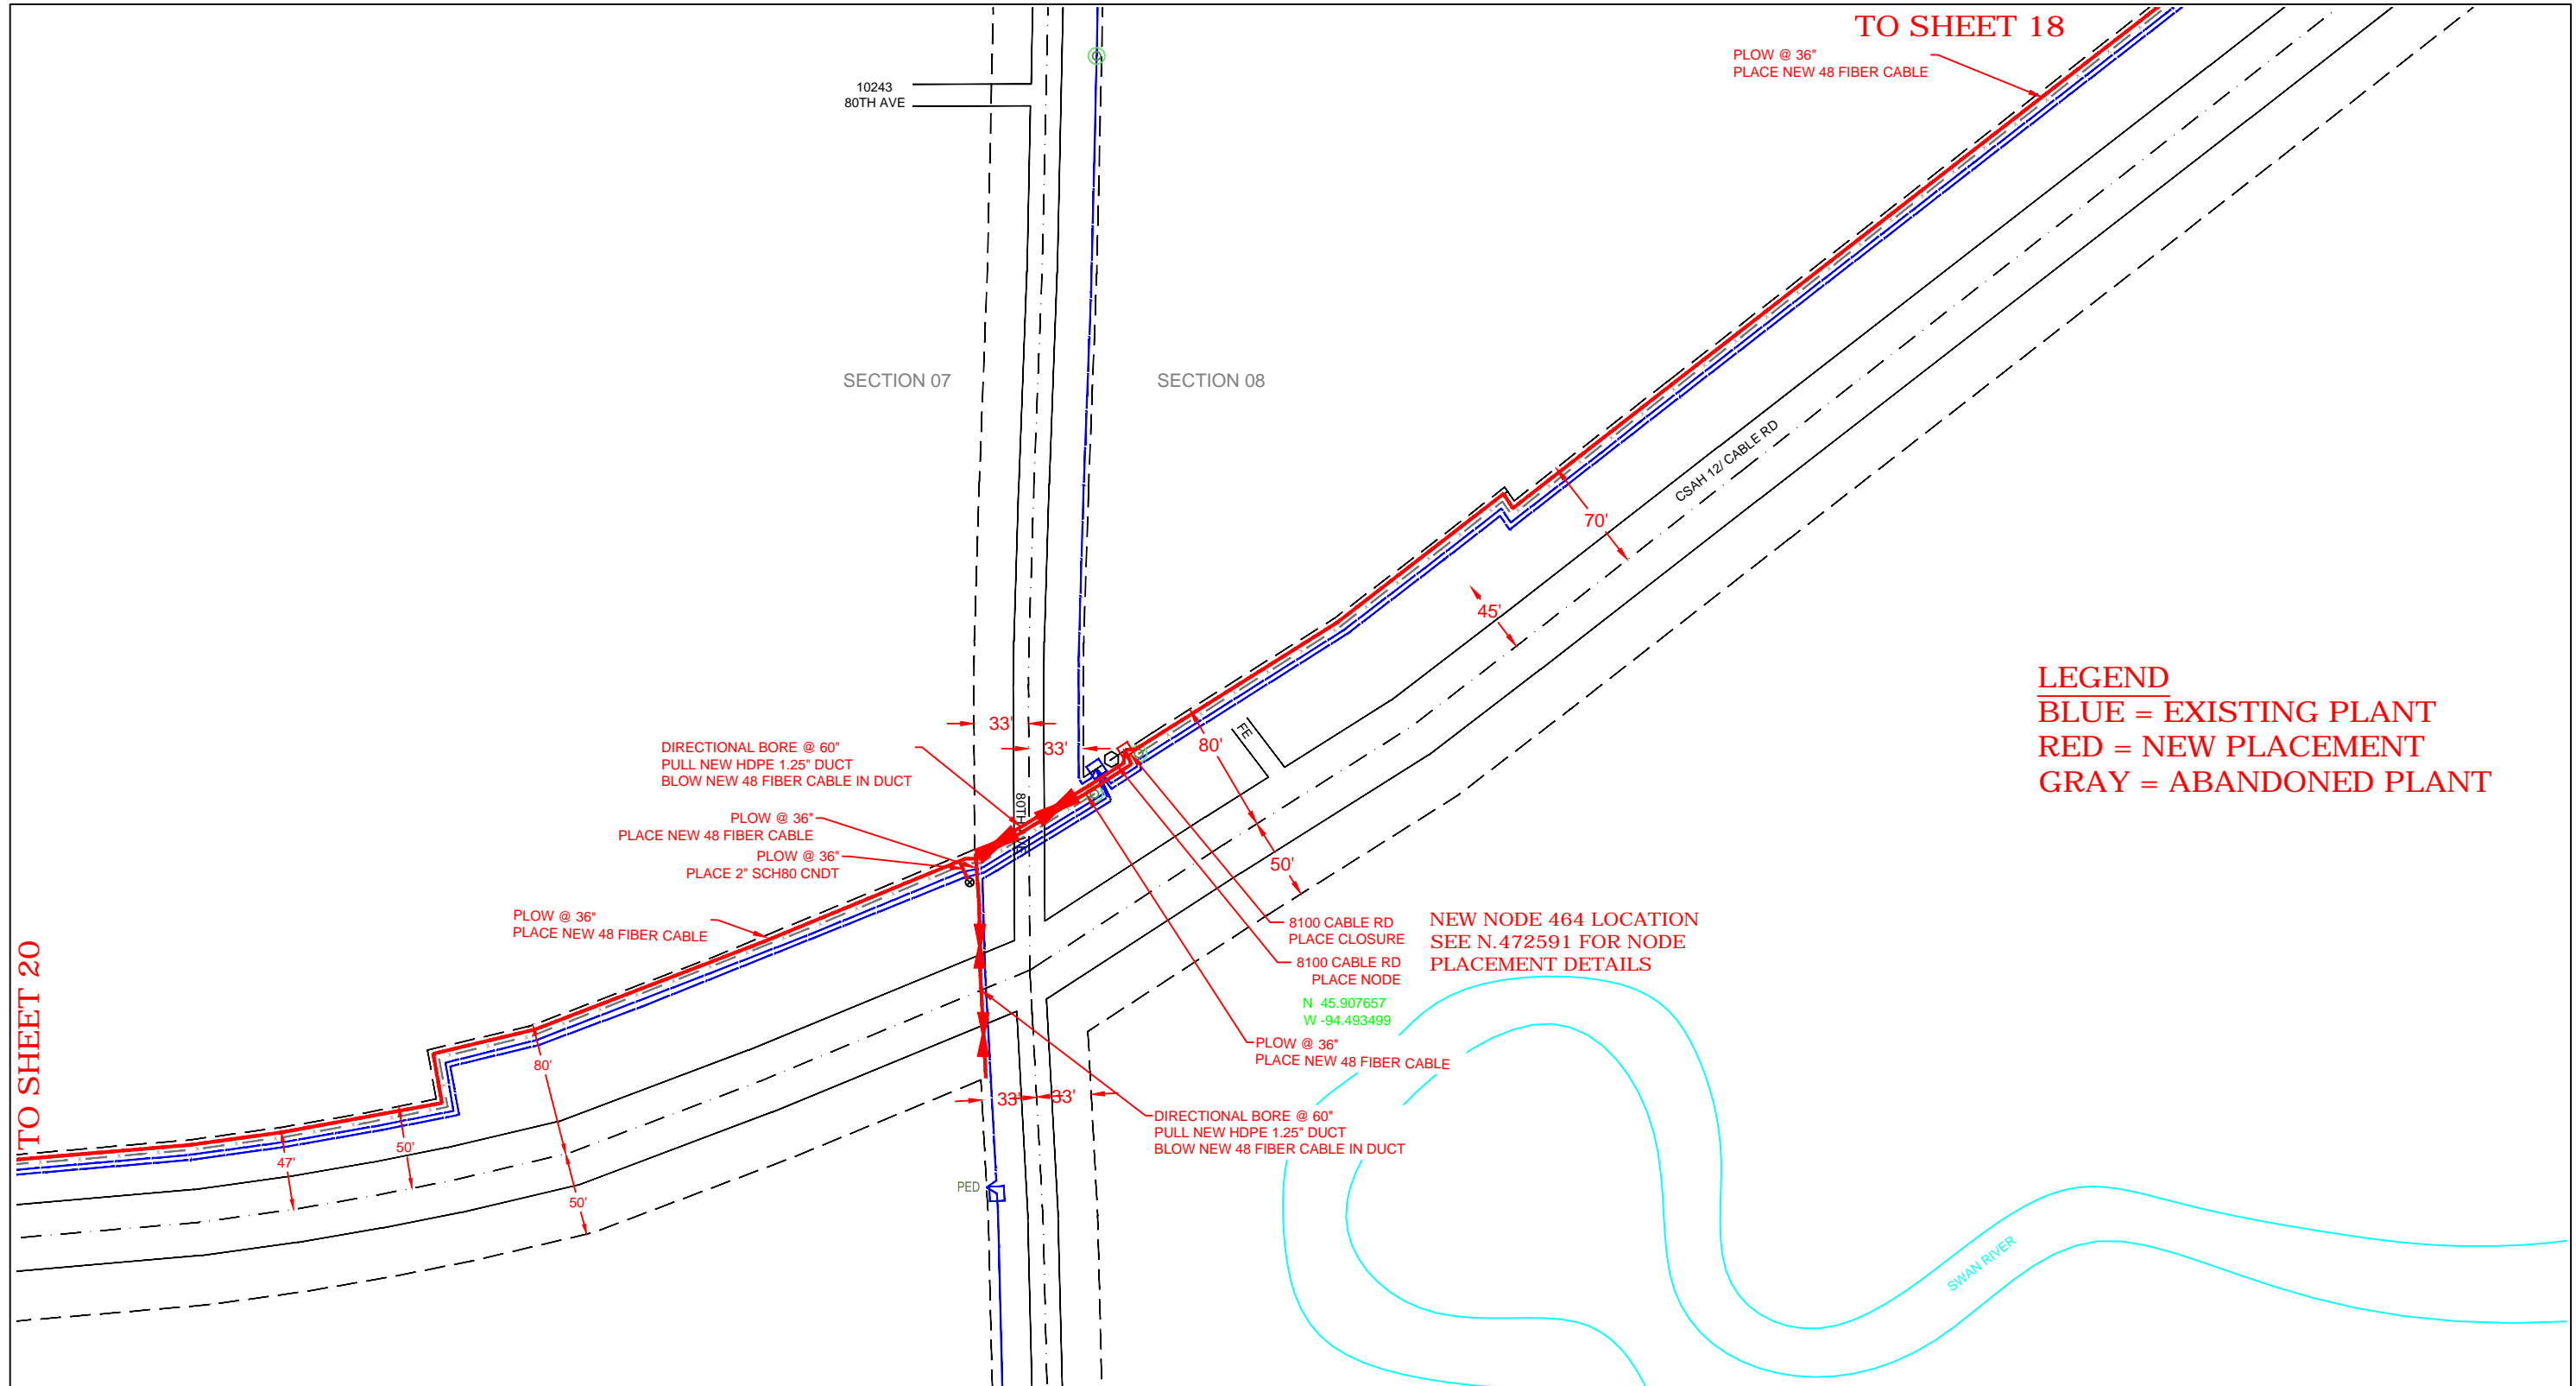 TO SHEET 18
PLOW @ 36"
PLACE NEW 48 FIBER CABLE
10243
80TH AVE
SECTION 07
SECTION 08
CSAH 12/ CABLE RD
70'
45'
LEGEND
BLUE = EXISTING PLANT
RED = NEW PLACEMENT
GRAY = ABANDONED PLANT
33'
33'
80'
FE
50'
DIRECTIONAL BORE @ 60"
PULL NEW HDPE 1.25" DUCT
BLOW NEW 48 FIBER CABLE IN DUCT
80TH AVE
PLOW @ 36"
PLACE NEW 48 FIBER CABLE
PLOW @ 36"
PLACE 2" SCH80 CNDT
PLOW @ 36"
PLACE NEW 48 FIBER CABLE
8100 CABLE RD
PLACE CLOSURE
8100 CABLE RD
PLACE NODE
NEW NODE 464 LOCATION
SEE N.472591 FOR NODE
PLACEMENT DETAILS
N 45.907657
W -94.493499
PLOW @ 36"
PLACE NEW 48 FIBER CABLE
TO SHEET 20
80'
50'
47'
50'
33'
33'
DIRECTIONAL BORE @ 60"
PULL NEW HDPE 1.25" DUCT
BLOW NEW 48 FIBER CABLE IN DUCT
PED
SWAN RIVER